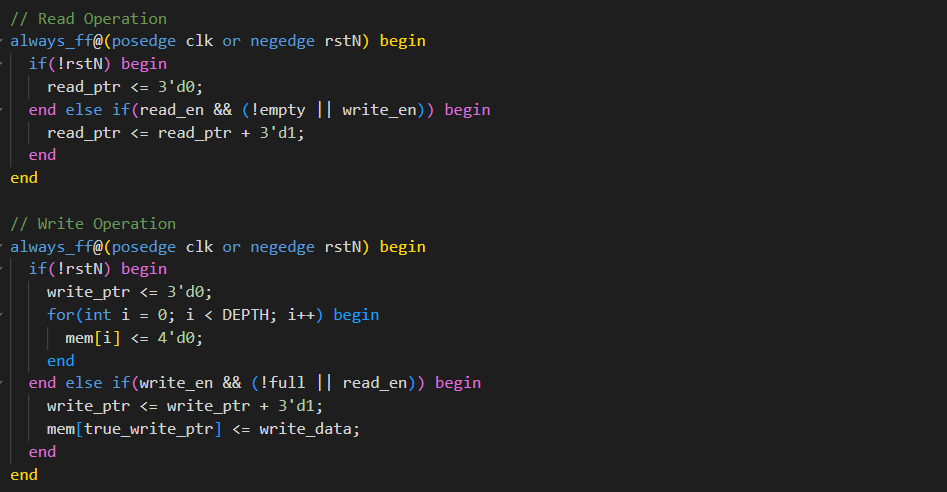 // Read Operation
always_ff@(posedge clk or negedge rstN) begin
  if(!rstN) begin
    read_ptr <= 3'd0;
  end else if(read_en && (!empty || write_en)) begin
    read_ptr <= read_ptr + 3'd1;
  end
end

// Write Operation
always_ff@(posedge clk or negedge rstN) begin
  if(!rstN) begin
    write_ptr <= 3'd0;
    for(int i = 0; i < DEPTH; i++) begin
      mem[i] <= 4'd0;
    end
  end else if(write_en && (!full || read_en)) begin
    write_ptr <= write_ptr + 3'd1;
    mem[true_write_ptr] <= write_data;
  end
end